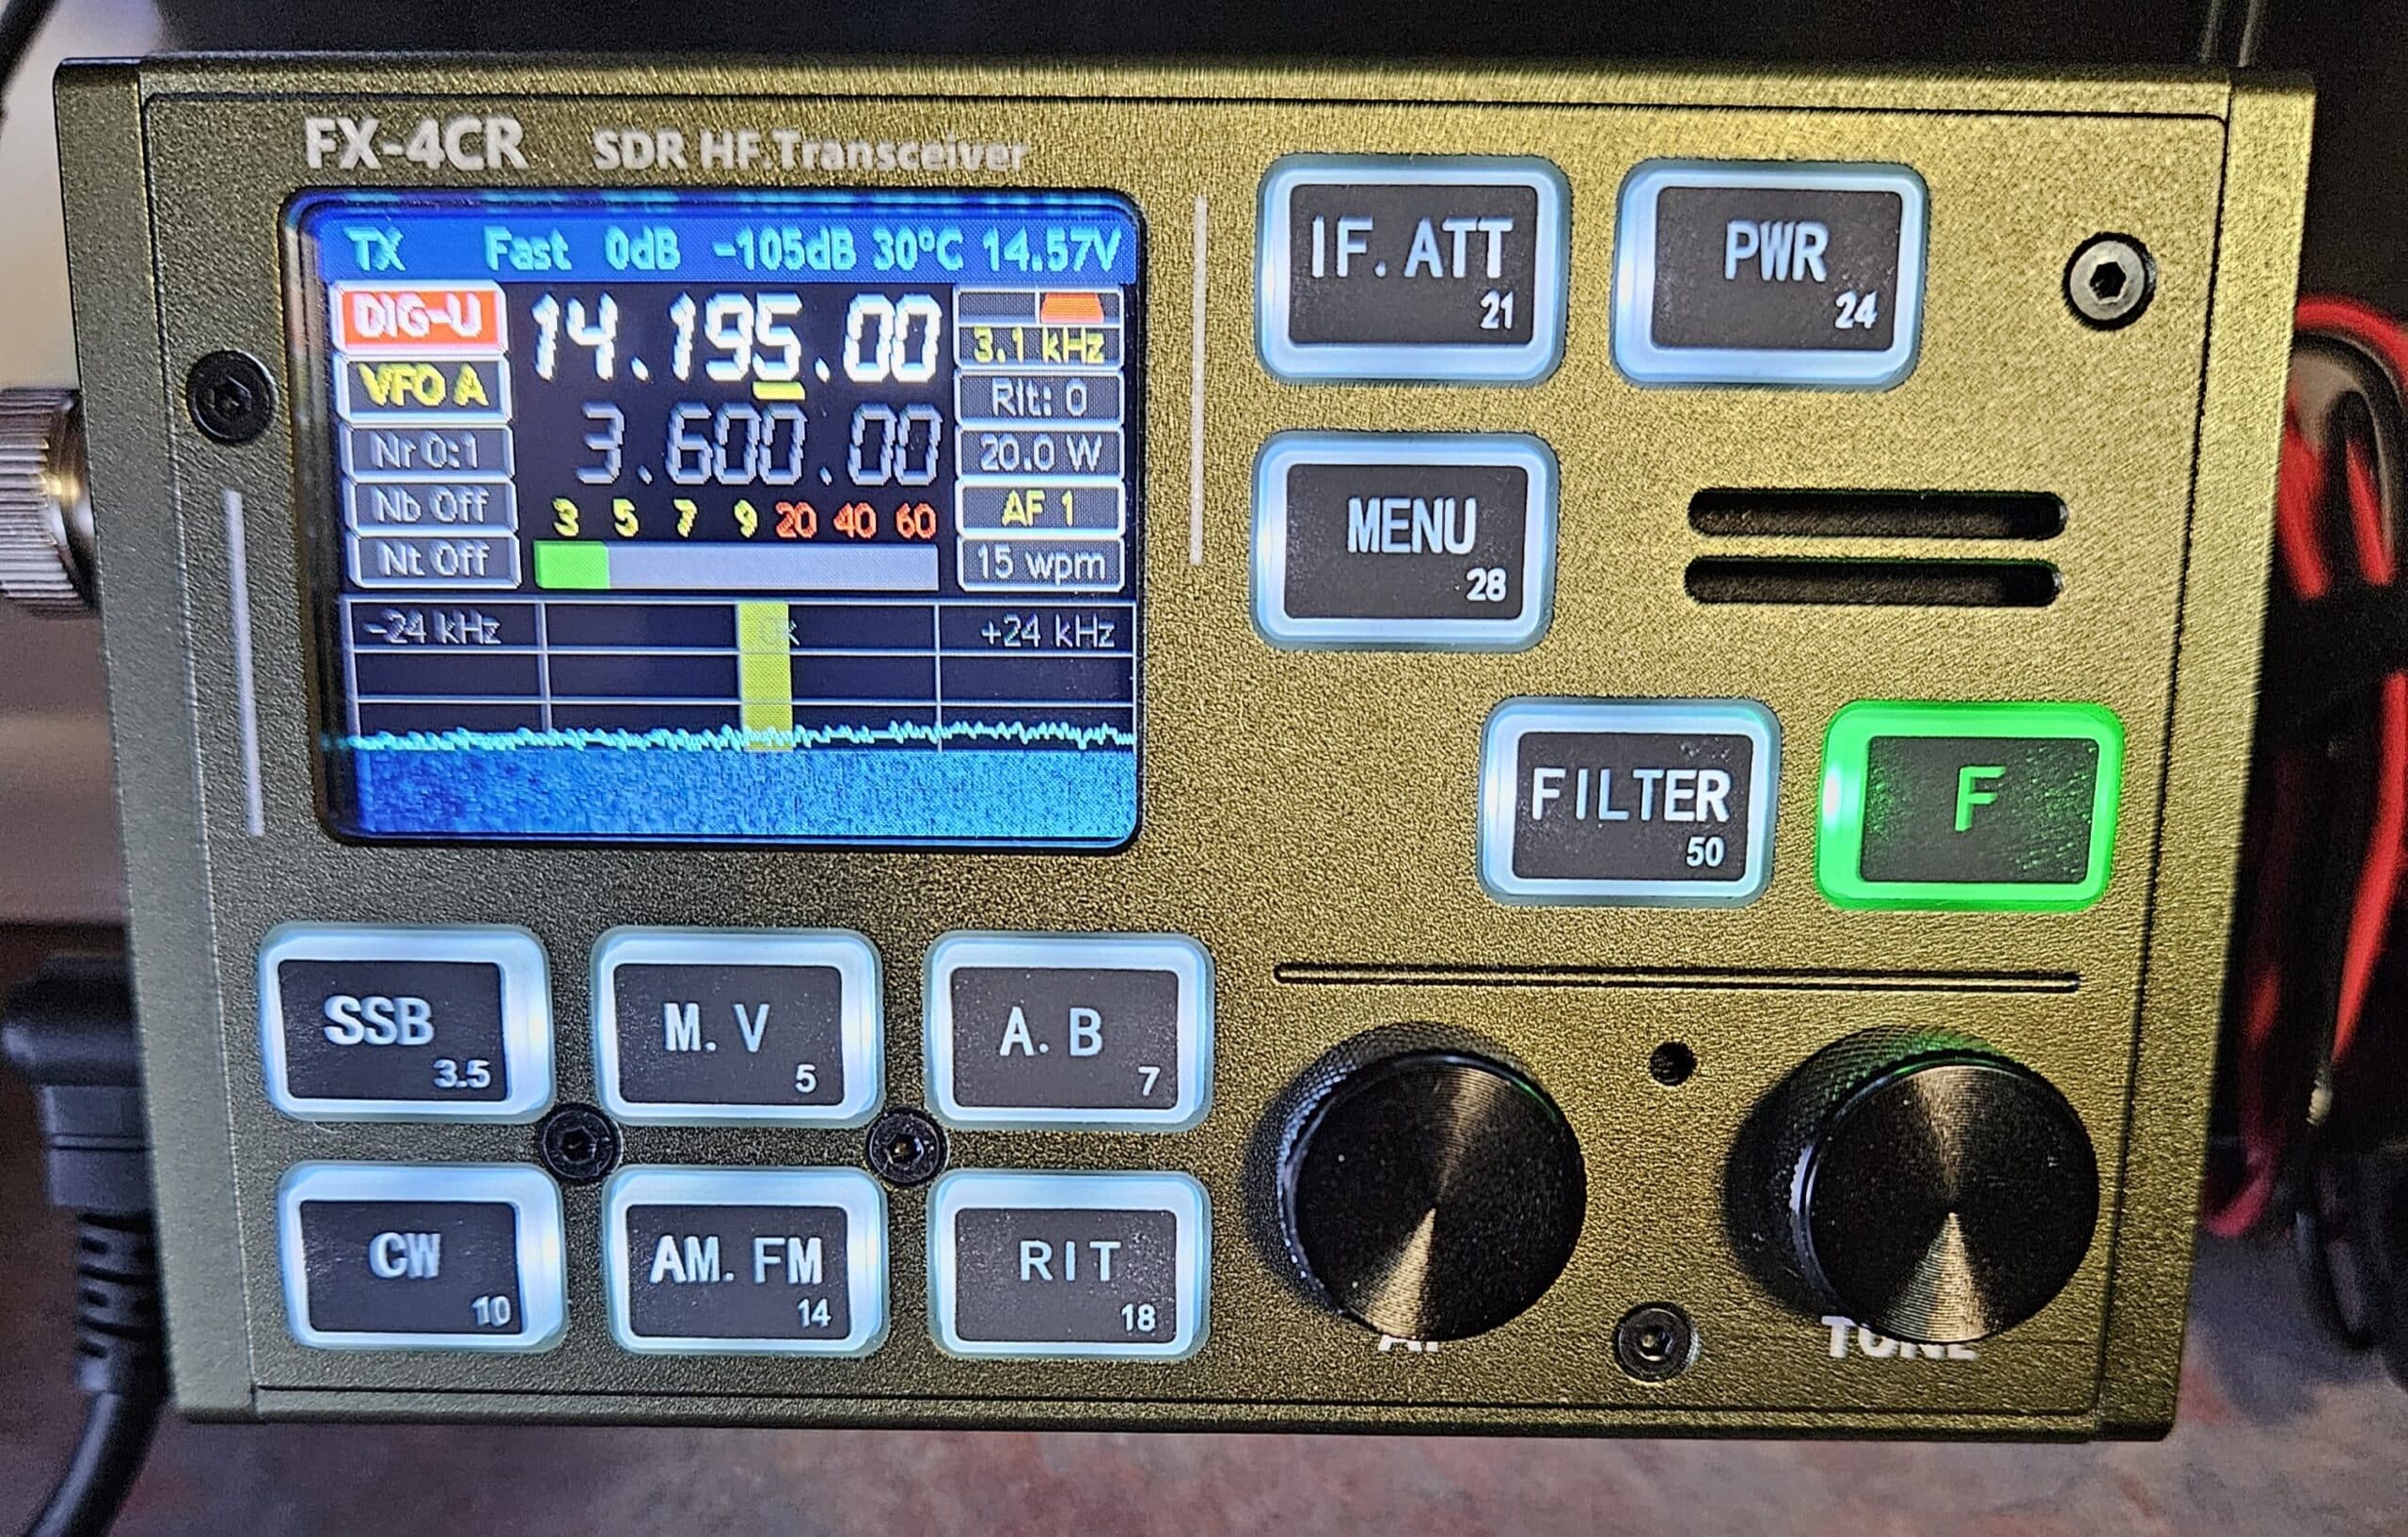 FX-4CR SDR HF.Transceiver
TX Fast 0dB -105dB 30°C 14.57V
DIG-U 14.195.00 3.1 kHz
VFO A 3.600.00 RIt: 0
Nr 0:1 20.0 W
Nb Off 3 5 7 9 20 40 60 AF 1
Nt Off 15 wpm
-24 kHz +24 kHz
IF. ATT
21
PWR
24
MENU
28
FILTER
50
F
SSB
3.5
M. V
5
A. B
7
CW
10
AM. FM
14
RIT
18